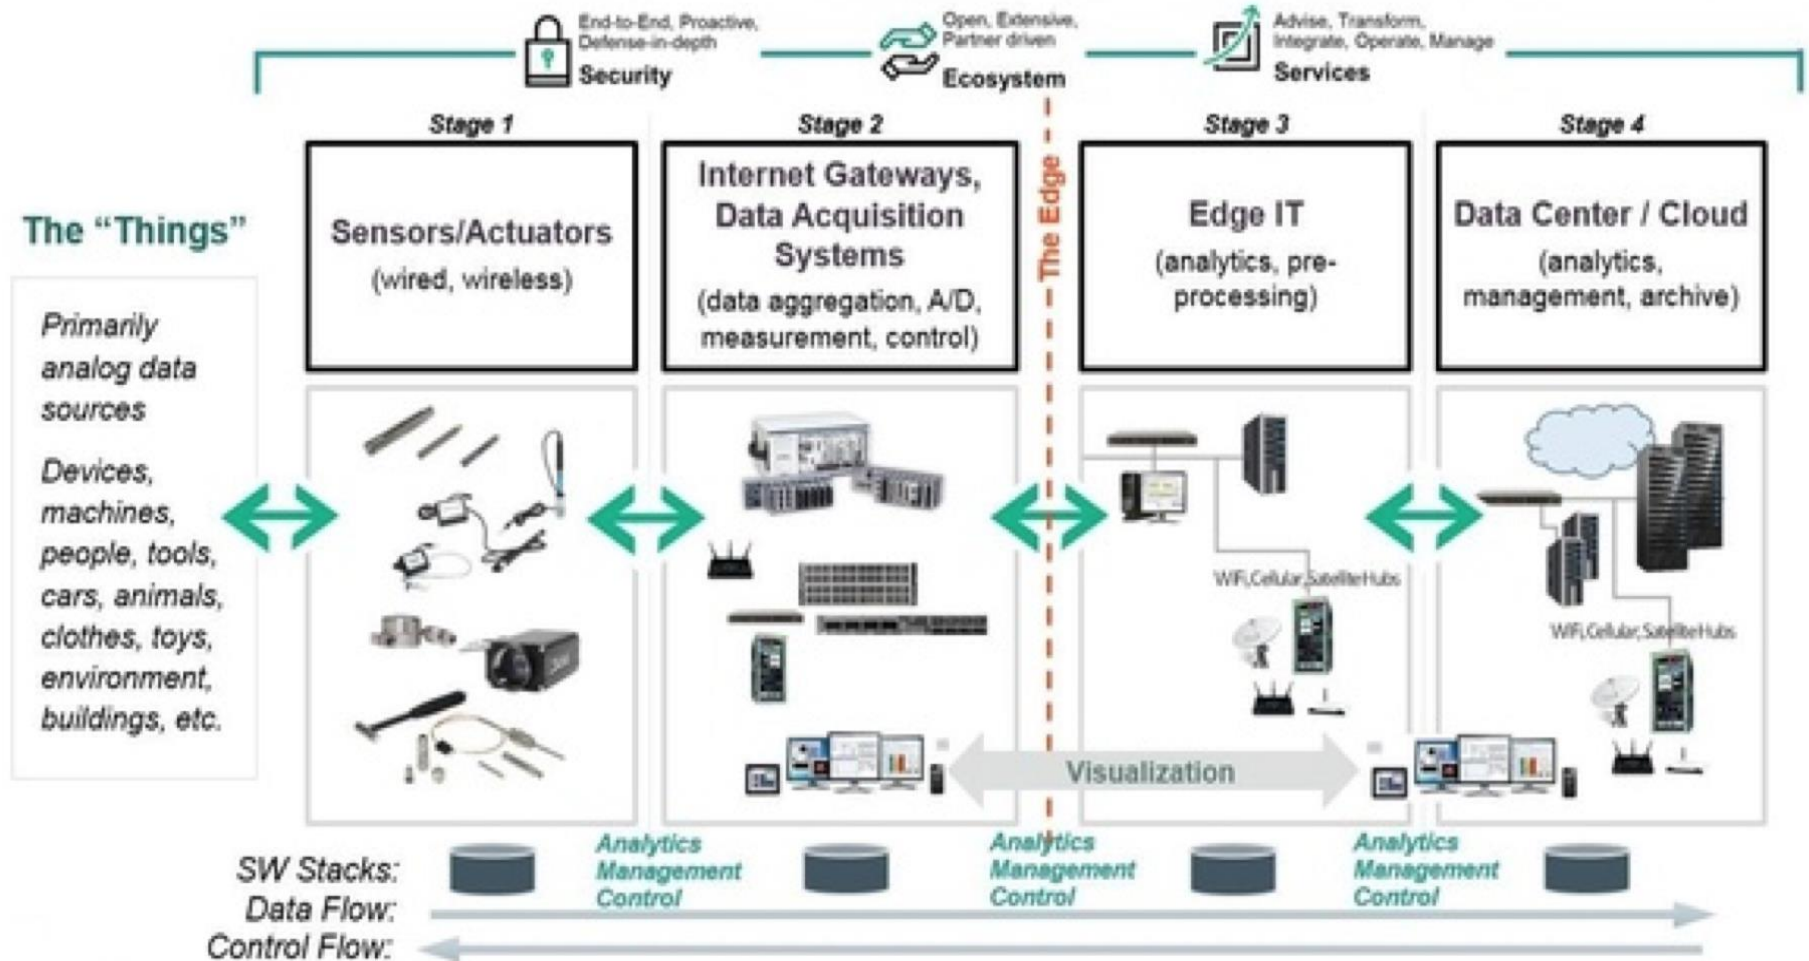 End-to-End, Proactive,
Defense-in-depth
Security
Open, Extensive,
Partner driven
Ecosystem
Advise, Transform,
Integrate, Operate, Manage
Services
Stage 1
Stage 2
Stage 3
Stage 4
The "Things"
Primarily
analog data
sources
Devices,
machines,
people, tools,
cars, animals,
clothes, toys,
environment,
buildings, etc.
Sensors/Actuators
(wired, wireless)
Internet Gateways,
Data Acquisition
Systems
(data aggregation, A/D,
measurement, control)
The Edge
Edge IT
(analytics, pre-
processing)
Data Center / Cloud
(analytics,
management, archive)
WiFi,Cellular,SatelliteHubs
WiFi,Cellular,SatelliteHubs
Visualization
SW Stacks:
Analytics
Management
Control
Analytics
Management
Control
Analytics
Management
Control
Data Flow:
Control Flow: